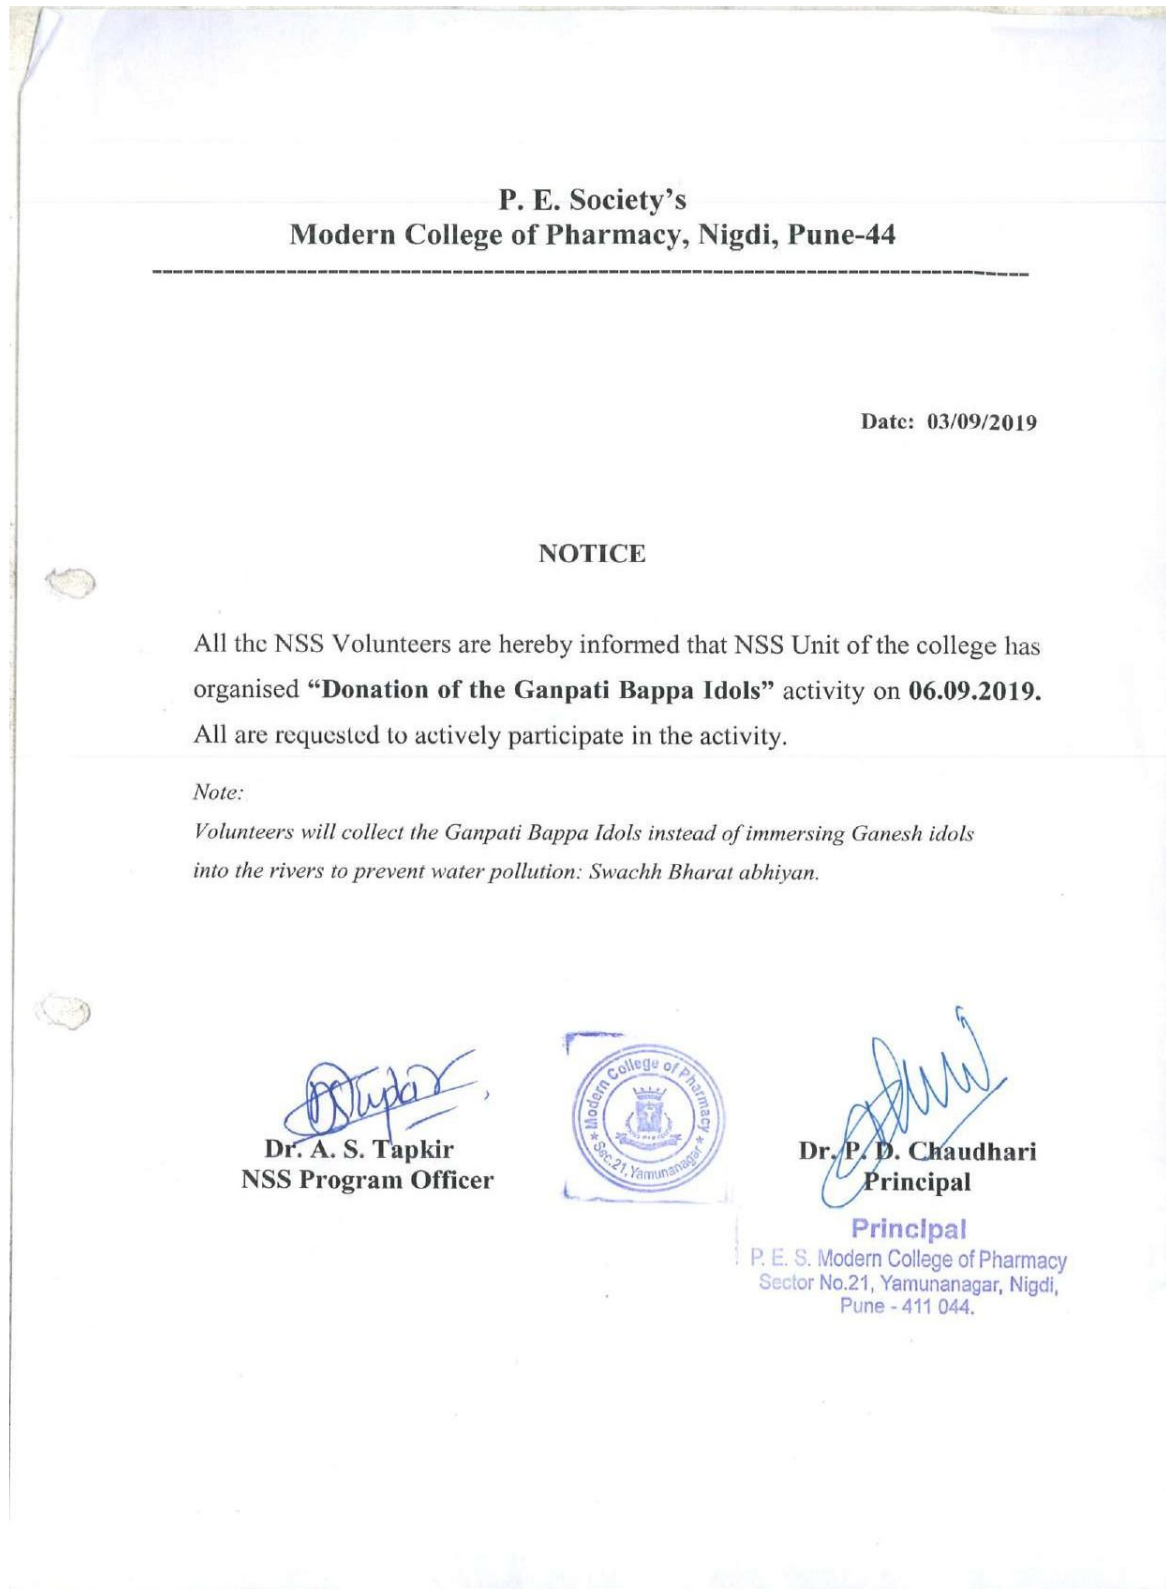 P. E. Society’s
Modern College of Pharmacy, Nigdi, Pune-44
Date: 03/09/2019
NOTICE
All the NSS Volunteers are hereby informed that NSS Unit of the college has
organised “Donation of the Ganpati Bappa Idols” activity on 06.09.2019.
All are requested to actively participate in the activity.
Note:
Volunteers will collect the Ganpati Bappa Idols instead of immersing Ganesh idols
into the rivers to prevent water pollution: Swachh Bharat abhiyan.
Modern College of Pharmacy
Sec.21, Yamunanagar
Dr. A. S. Tapkir
NSS Program Officer
Dr. P. D. Chaudhari
Principal
Principal
P. E. S. Modern College of Pharmacy
Sector No.21, Yamunanagar, Nigdi,
Pune - 411 044.